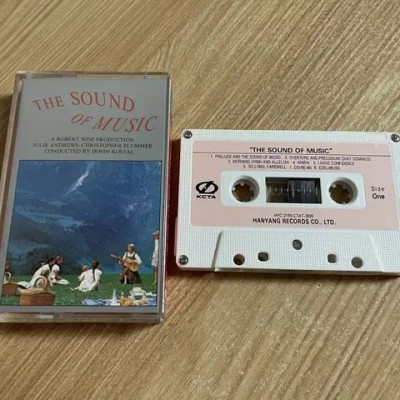 THE SOUND
OF MUSIC
A ROBERT WISE PRODUCTION
JULIE ANDREWS, CHRISTOPHER PLUMMER
CONDUCTED BY IRWIN KOSTAL
"THE SOUND OF MUSIC"
1. PRELUDE AND THE SOUND OF MUSIC 2. OVERTURE AND PRELUDIUM (DIXIT DOMINUS)
3. MORNING HYMN AND ALLELUIA 4. MARIA 5. I HAVE CONFIDENCE
6. SO LONG, FAREWELL 7. DO-RE-MI 8. EDELWEISS
KCTA
Side
One
HANYANG RECORDS CO., LTD.